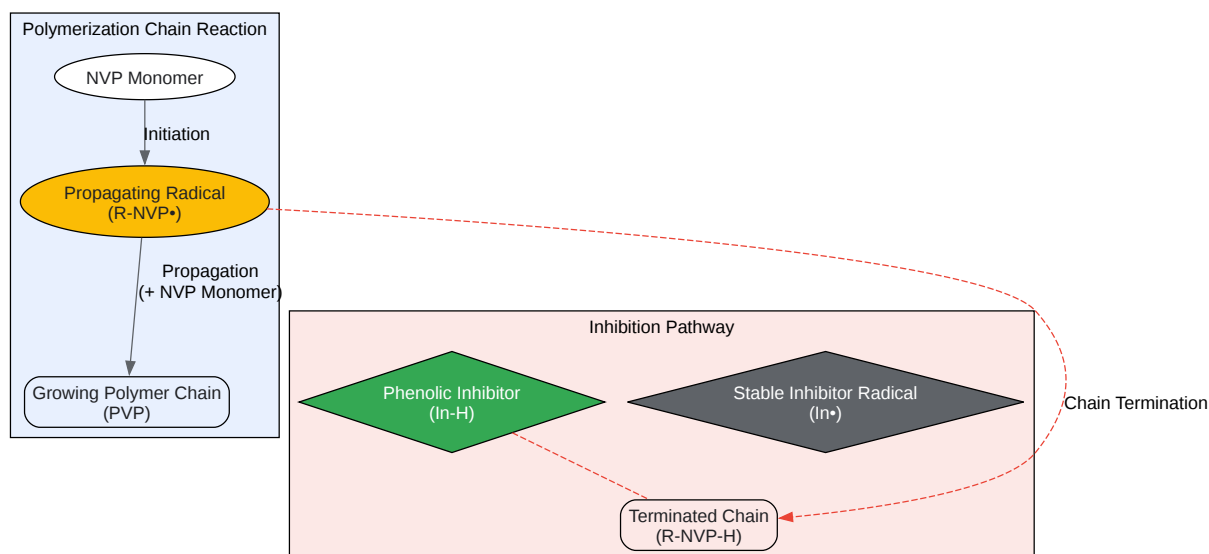 Polymerization Chain Reaction
NVP Monomer
Initiation
Propagating Radical
(R-NVP•)
Propagation
(+ NVP Monomer)
Growing Polymer Chain
(PVP)
Inhibition Pathway
Phenolic Inhibitor
(In-H)
Stable Inhibitor Radical
(In•)
Chain Termination
Terminated Chain
(R-NVP-H)